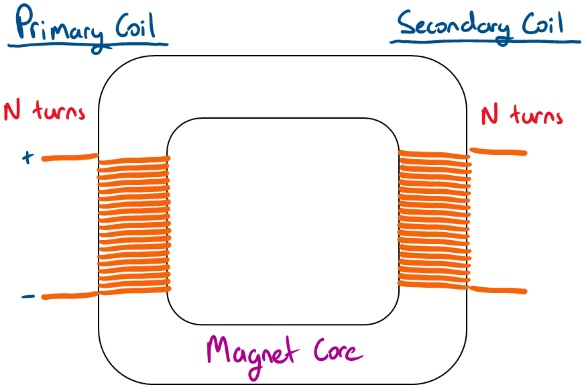 Primary Coil
Secondary Coil
N turns
N turns
+
-
Magnet Core